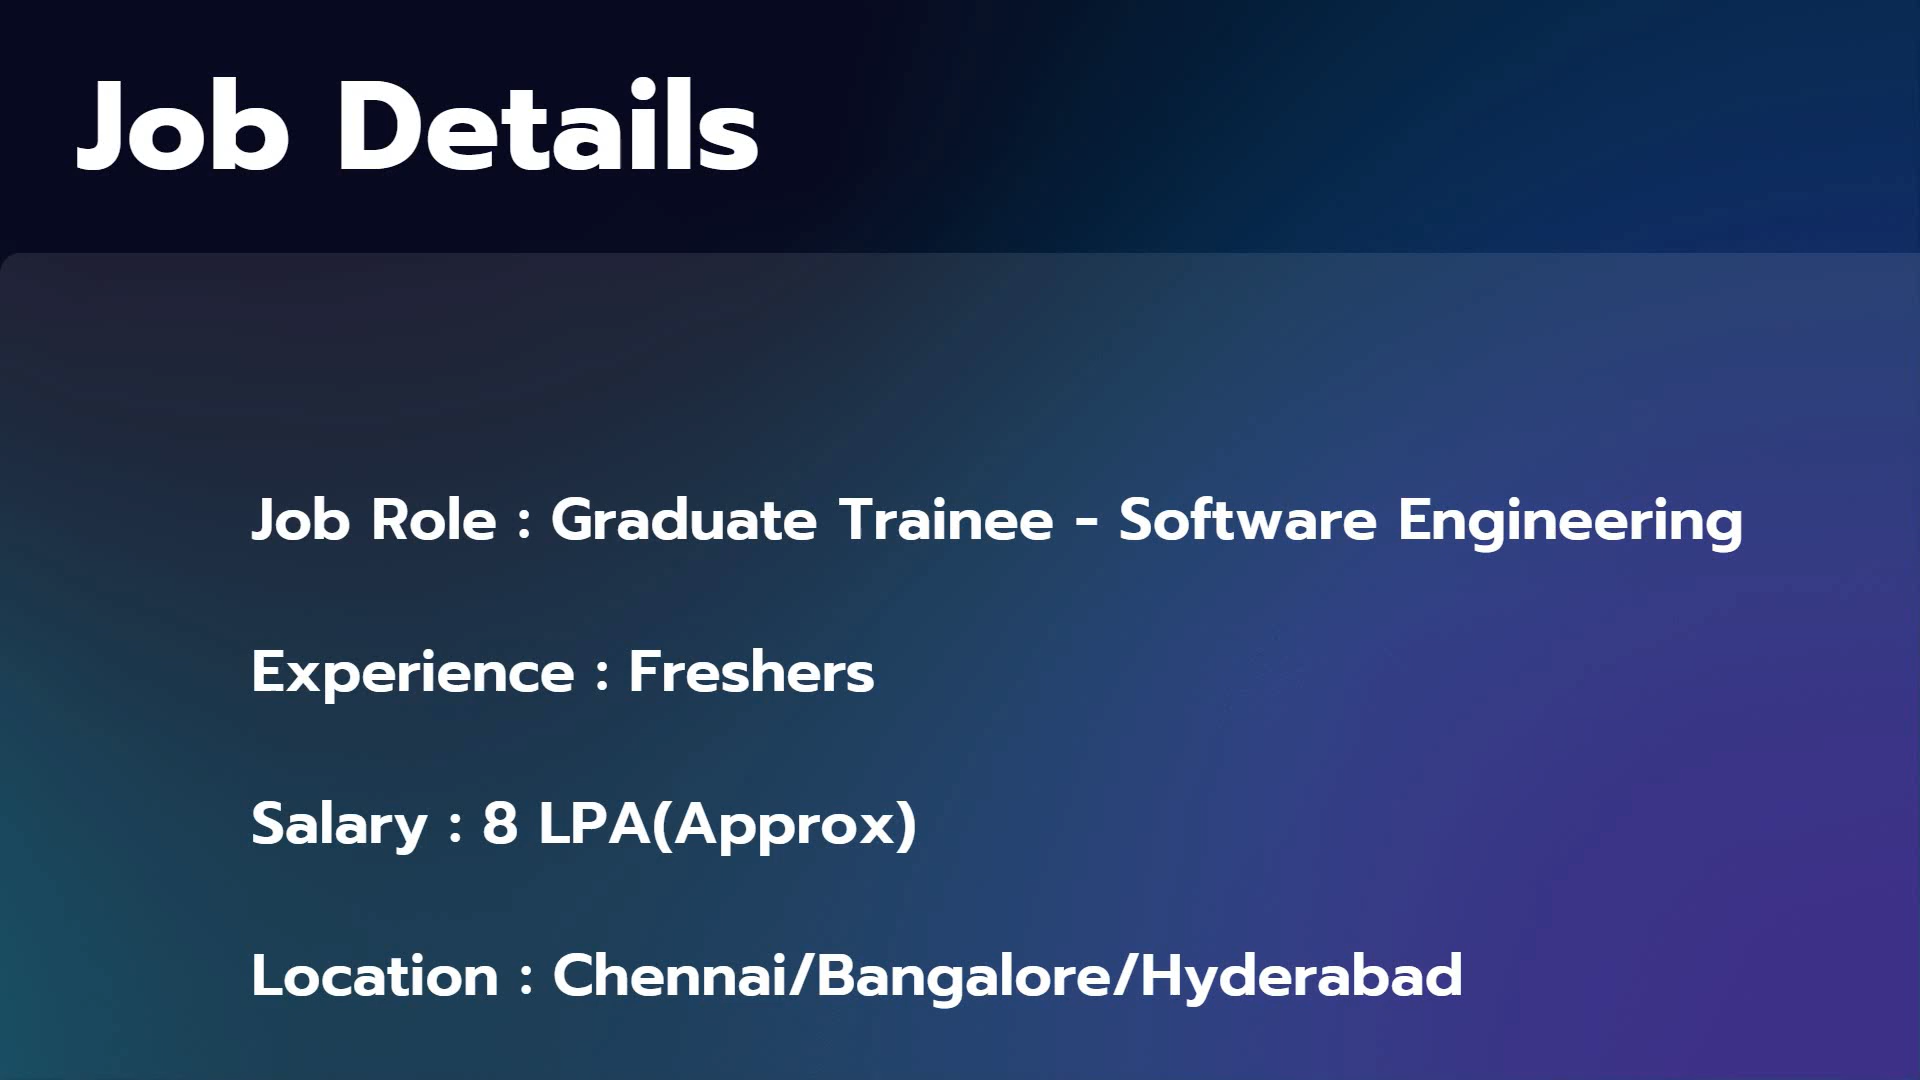 Job Details
Job Role : Graduate Trainee - Software Engineering
Experience : Freshers
Salary : 8 LPA(Approx)
Location : Chennai/Bangalore/Hyderabad